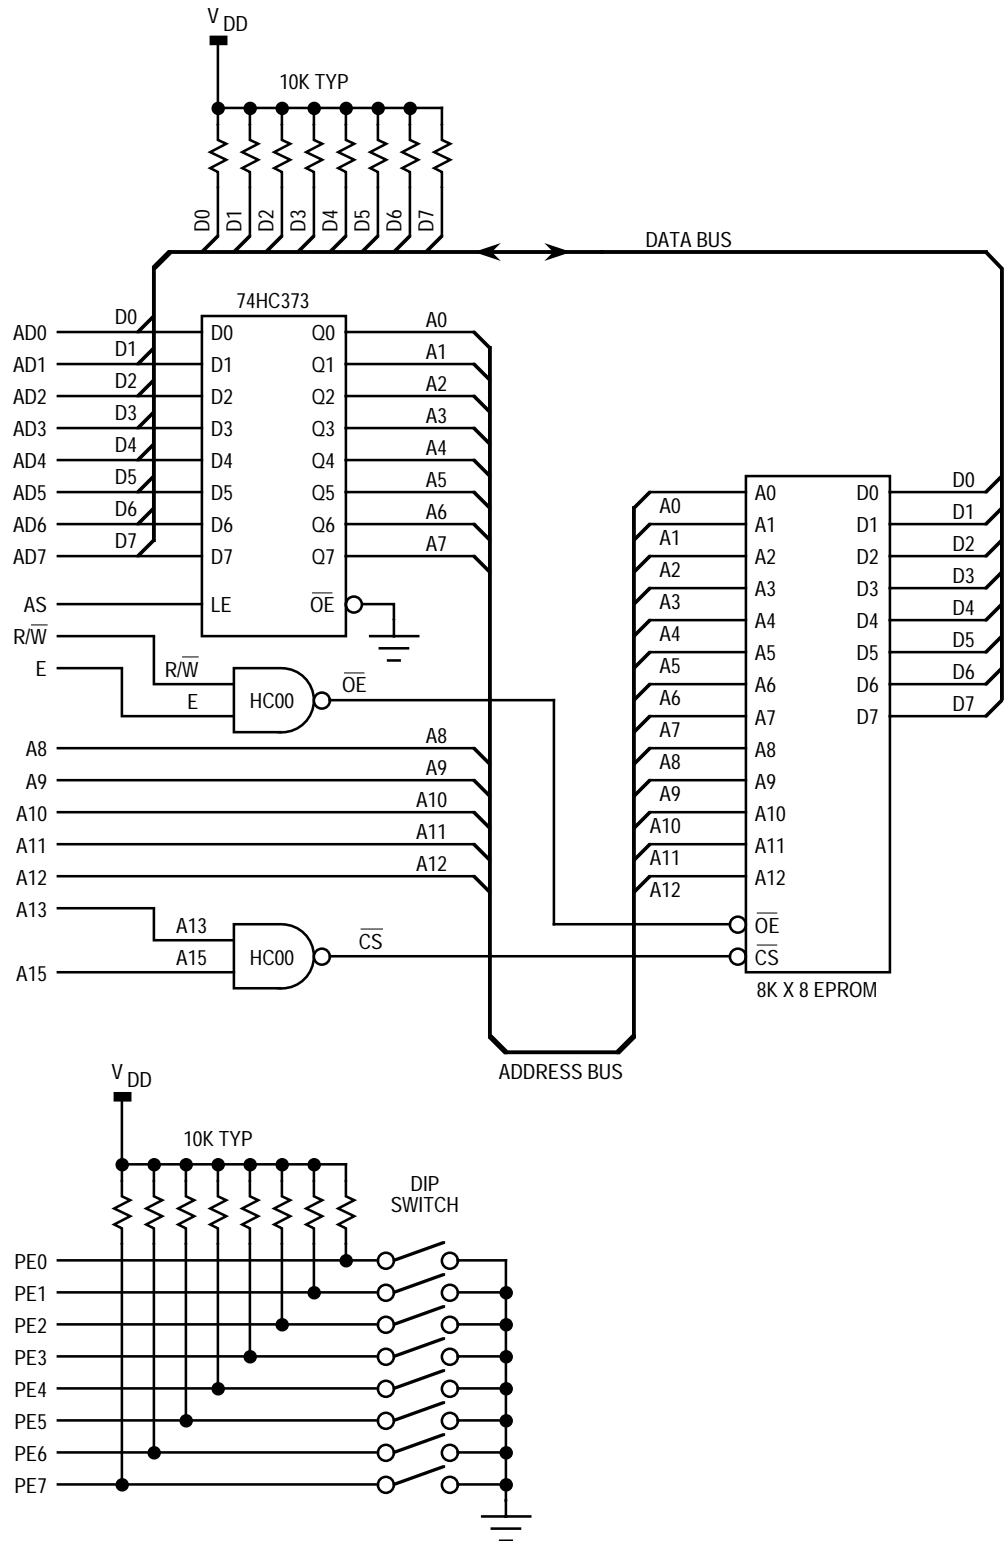 V DD
10K TYP
D0 D1 D2 D3 D4 D5 D6 D7
DATA BUS
74HC373
AD0 D0 D0 Q0 A0
AD1 D1 D1 Q1 A1
AD2 D2 D2 Q2 A2
AD3 D3 D3 Q3 A3
AD4 D4 D4 Q4 A4
AD5 D5 D5 Q5 A5
AD6 D6 D6 Q6 A6
AD7 D7 D7 Q7 A7
AS LE O̅E̅
R/W̅
E
R/W̅
E
HC00
O̅E̅
A8 A8
A9 A9
A10 A10
A11 A11
A12 A12
A13
A15
A13
A15
HC00
C̅S̅
A0 A0 D0 D0
A1 A1 D1 D1
A2 A2 D2 D2
A3 A3 D3 D3
A4 A4 D4 D4
A5 A5 D5 D5
A6 A6 D6 D6
A7 A7 D7 D7
A8 A8
A9 A9
A10 A10
A11 A11
A12 A12
O̅E̅
C̅S̅
8K X 8 EPROM
ADDRESS BUS
V DD
10K TYP
DIP
SWITCH
PE0
PE1
PE2
PE3
PE4
PE5
PE6
PE7